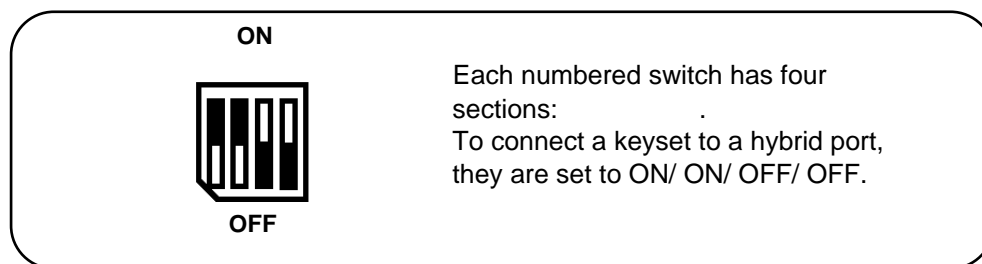 ON
OFF
Each numbered switch has four
sections: .
To connect a keyset to a hybrid port,
they are set to ON/ ON/ OFF/ OFF.